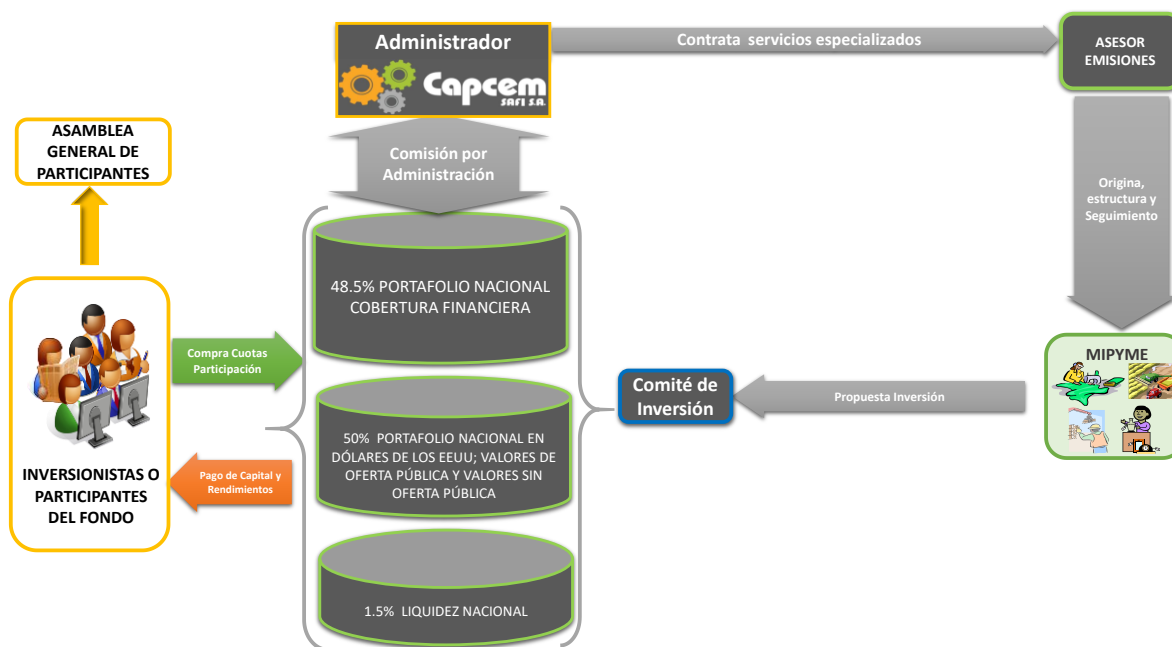 Administrador
Capcem
SAFI S.A.
Contrata servicios especializados
ASESOR
EMISIONES
ASAMBLEA
GENERAL DE
PARTICIPANTES
Comisión por
Administración
Origina,
estructura y
Seguimiento
48.5% PORTAFOLIO NACIONAL
COBERTURA FINANCIERA
Compra Cuotas
Participación
MIPYME
Comité de
Inversión
Propuesta Inversión
50% PORTAFOLIO NACIONAL EN
DÓLARES DE LOS EEUU; VALORES DE
OFERTA PÚBLICA Y VALORES SIN
OFERTA PÚBLICA
INVERSIONISTAS O
PARTICIPANTES
DEL FONDO
Pago de Capital y
Rendimientos
1.5% LIQUIDEZ NACIONAL